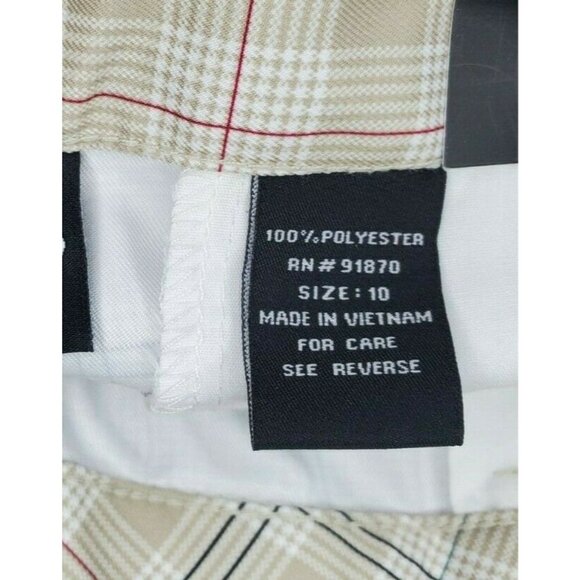 100%POLYESTER
RN# 91870
SIZE: 10
MADE IN VIETNAM
FOR CARE
SEE REVERSE